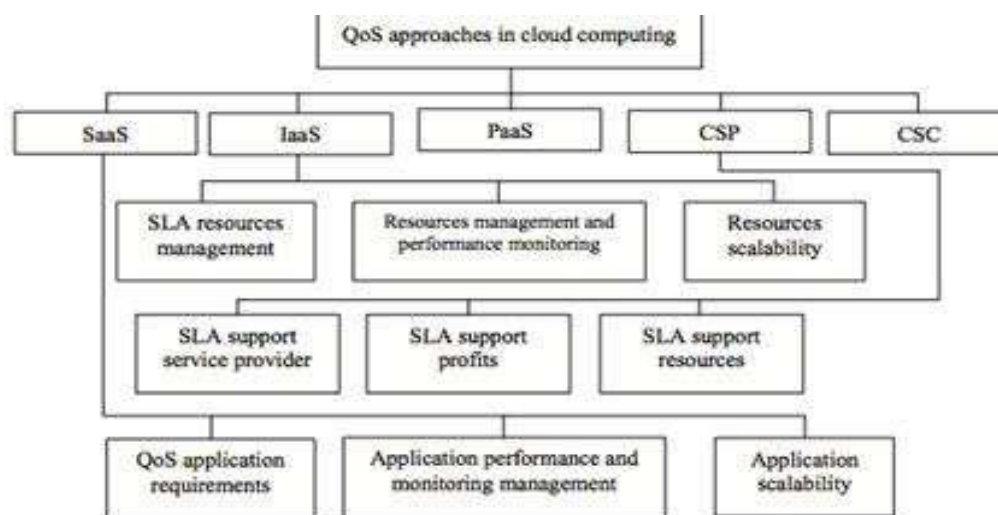 QoS approaches in cloud computing
SaaS
IaaS
PaaS
CSP
CSC
SLA resources
management
Resources management and
performance monitoring
Resources
scalability
SLA support
service provider
SLA support
profits
SLA support
resources
QoS application
requirements
Application performance and
monitoring management
Application
scalability